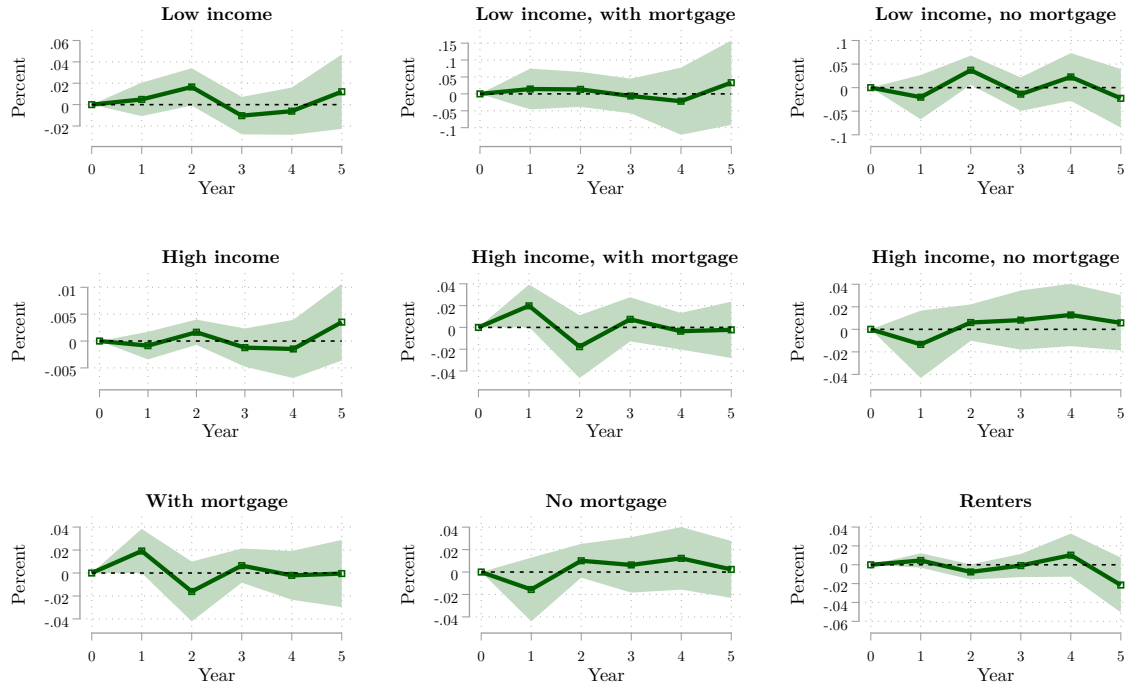 Low income
.06
.04
.02
0
-.02
Percent
0 1 2 3 4 5
Year
Low income, with mortgage
.15
.1
.05
0
-.05
-.1
Percent
0 1 2 3 4 5
Year
Low income, no mortgage
.1
.05
0
-.05
-.1
Percent
0 1 2 3 4 5
Year
High income
.01
.005
0
-.005
Percent
0 1 2 3 4 5
Year
High income, with mortgage
.04
.02
0
-.02
-.04
Percent
0 1 2 3 4 5
Year
High income, no mortgage
.04
.02
0
-.02
-.04
Percent
0 1 2 3 4 5
Year
With mortgage
.04
.02
0
-.02
-.04
Percent
0 1 2 3 4 5
Year
No mortgage
.04
.02
0
-.02
-.04
Percent
0 1 2 3 4 5
Year
Renters
.04
.02
0
-.02
-.04
-.06
Percent
0 1 2 3 4 5
Year